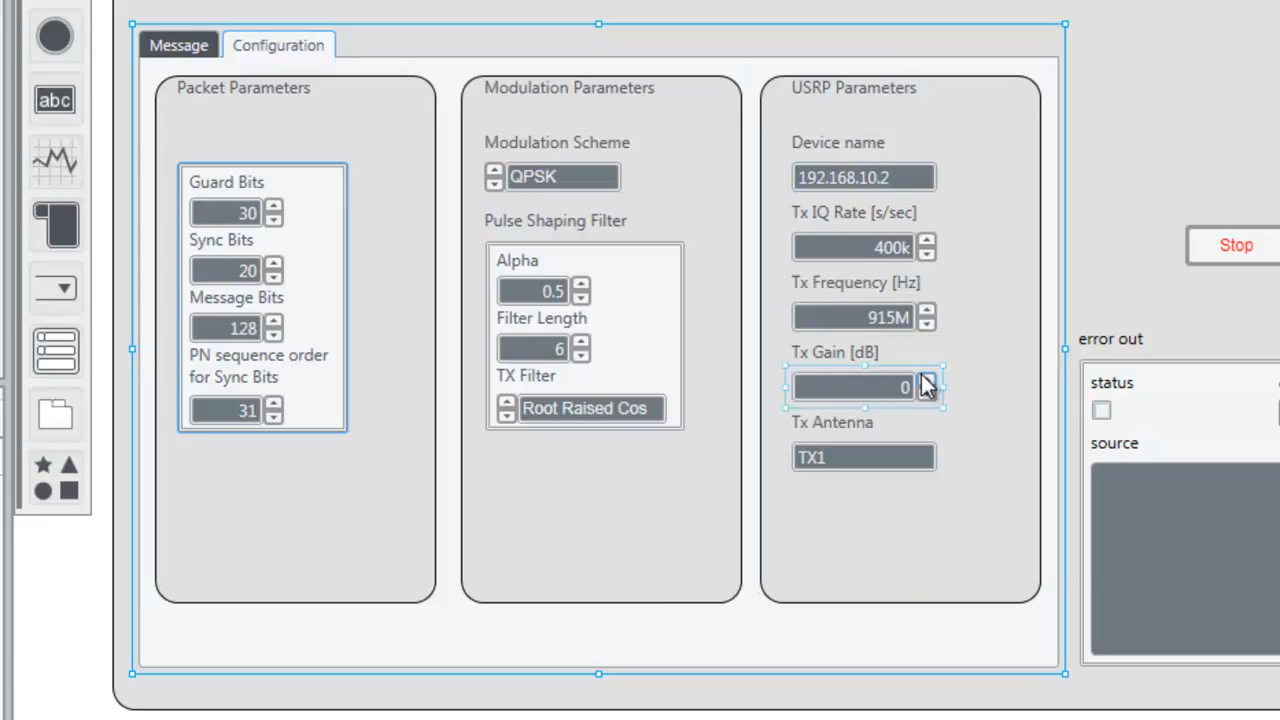 abc
Message
Configuration
Packet Parameters
Guard Bits
30
Sync Bits
20
Message Bits
128
PN sequence order
for Sync Bits
31
Modulation Parameters
Modulation Scheme
QPSK
Pulse Shaping Filter
Alpha
0.5
Filter Length
6
TX Filter
Root Raised Cos
USRP Parameters
Device name
192.168.10.2
Tx IQ Rate [s/sec]
400k
Tx Frequency [Hz]
915M
Tx Gain [dB]
0
Tx Antenna
TX1
Stop
error out
status
source